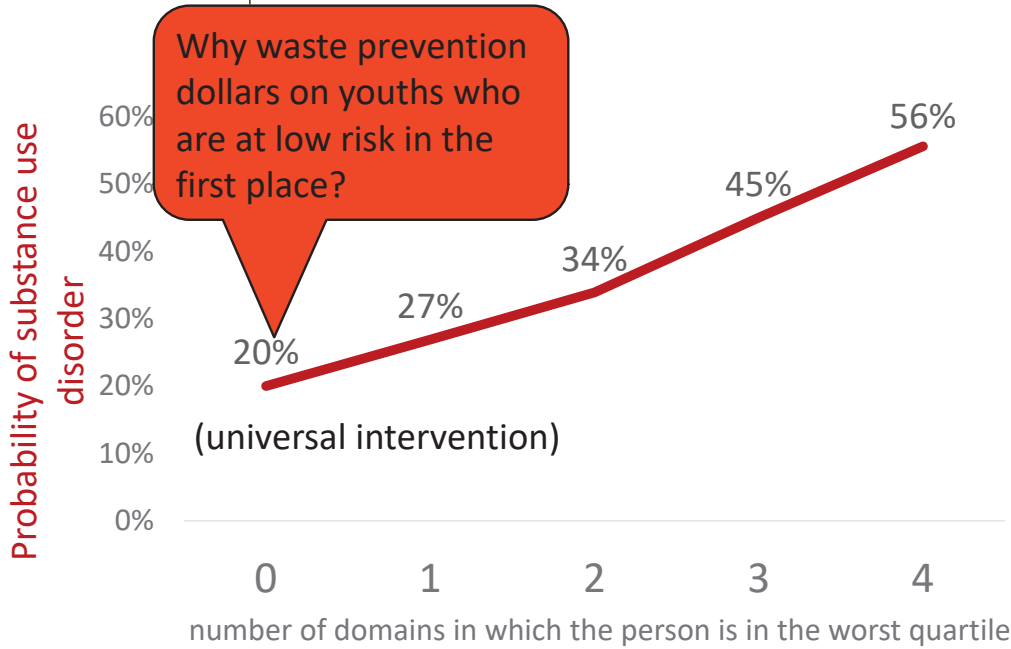 Why waste prevention
dollars on youths who
are at low risk in the
first place?
Probability of substance use
disorder
60%
50%
40%
30%
20%
10%
0%
20%
27%
34%
45%
56%
(universal intervention)
0 1 2 3 4
number of domains in which the person is in the worst quartile